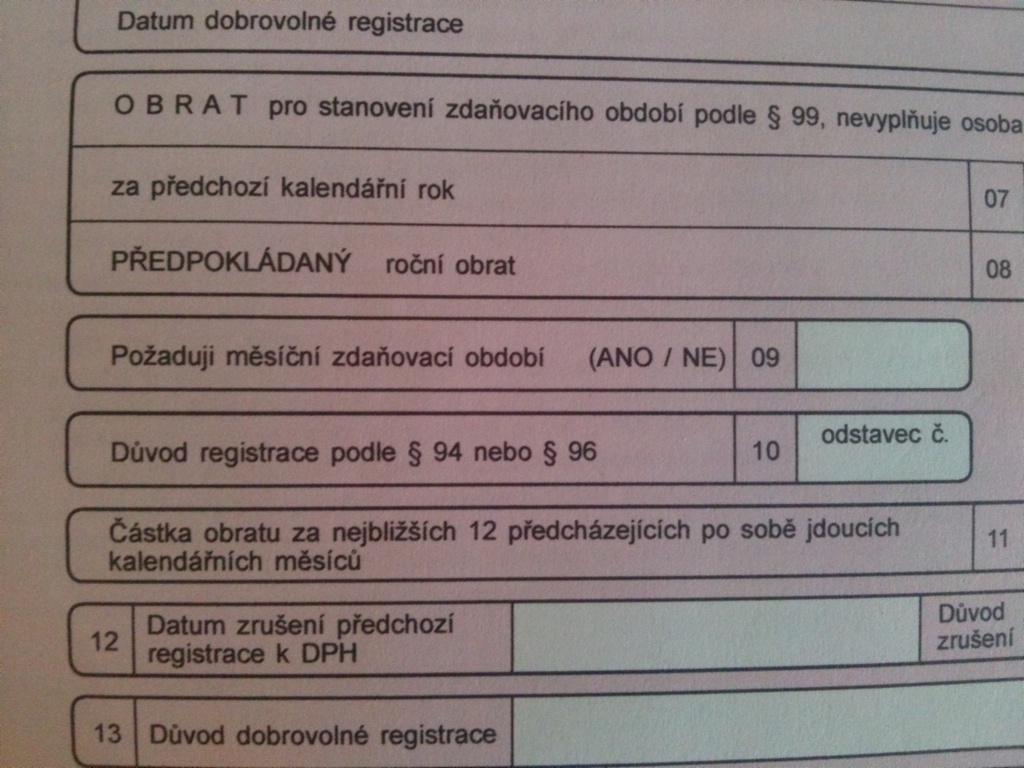 Datum dobrovolné registrace
OBRAT pro stanovení zdaňovacího období podle § 99, nevyplňuje osoba
za předchozí kalendářní rok 07
PŘEDPOKLÁDANÝ roční obrat 08
Požaduji měsíční zdaňovací období (ANO / NE) 09
Důvod registrace podle § 94 nebo § 96 10 odstavec č.
Částka obratu za nejbližších 12 předcházejících po sobě jdoucích
kalendářních měsíců 11
12 Datum zrušení předchozí
registrace k DPH
Důvod
zrušení
13 Důvod dobrovolné registrace